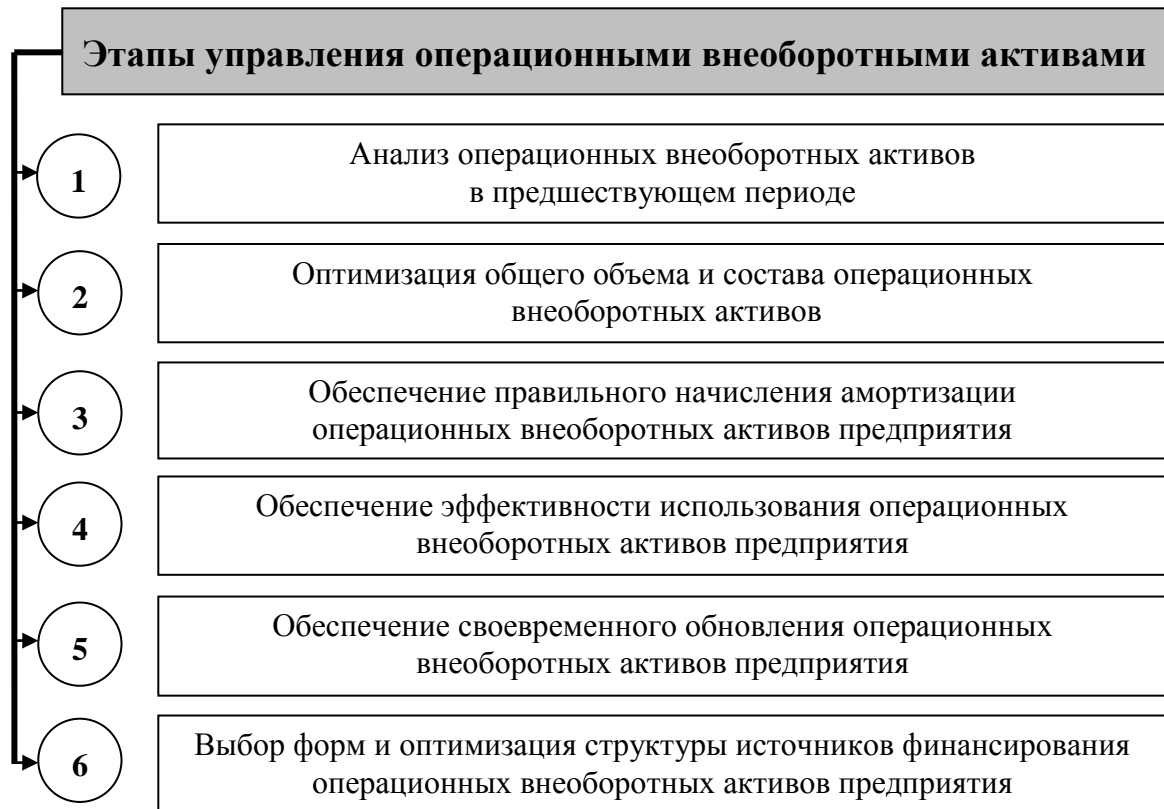 Этапы управления операционными внеоборотными активами
1
Анализ операционных внеоборотных активов
в предшествующем периоде
2
Оптимизация общего объема и состава операционных
внеоборотных активов
3
Обеспечение правильного начисления амортизации
операционных внеоборотных активов предприятия
4
Обеспечение эффективности использования операционных
внеоборотных активов предприятия
5
Обеспечение своевременного обновления операционных
внеоборотных активов предприятия
6
Выбор форм и оптимизация структуры источников финансирования
операционных внеоборотных активов предприятия